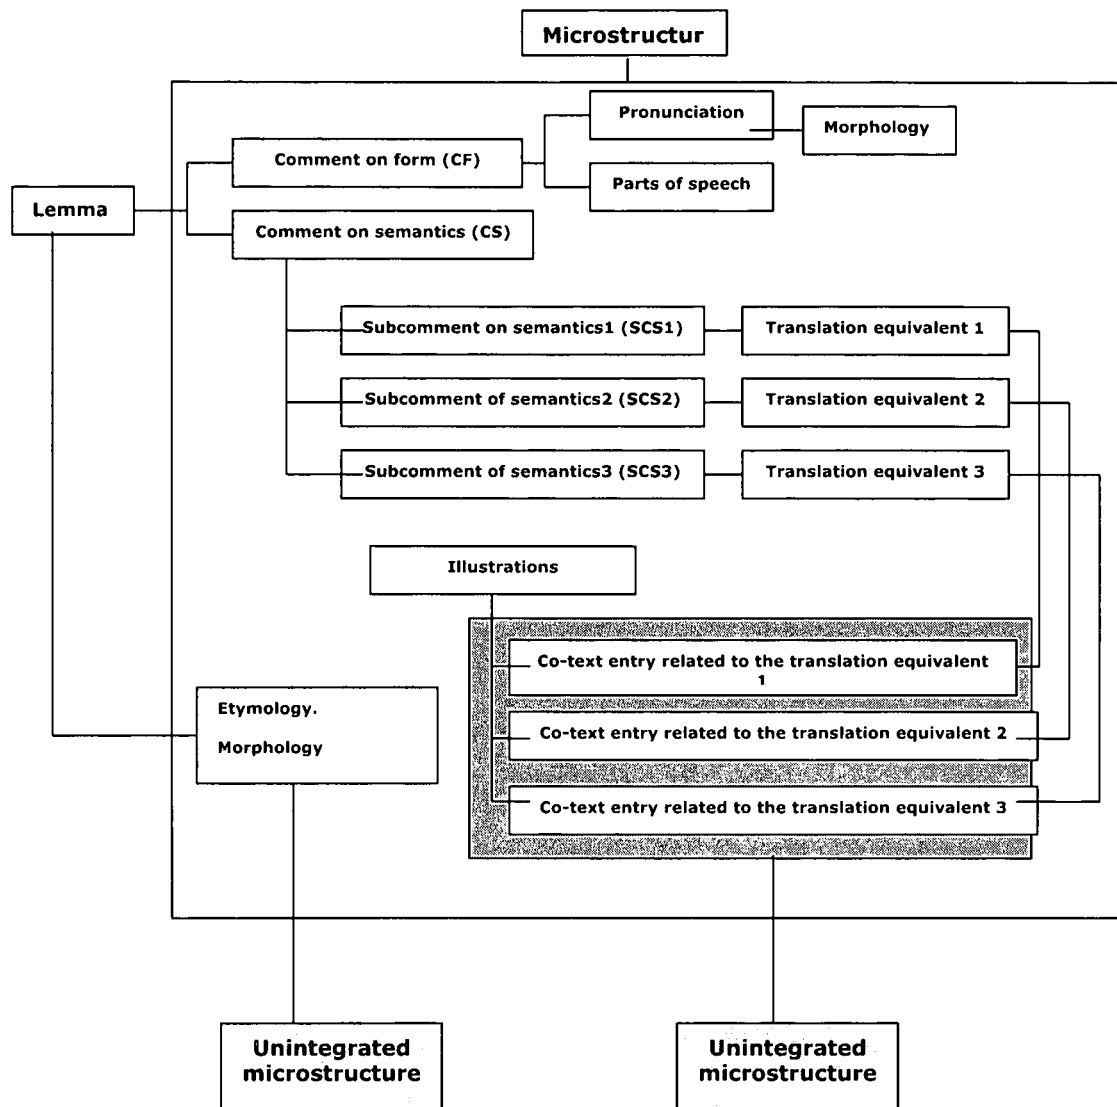 Microstructur
Pronunciation
Morphology
Comment on form (CF)
Parts of speech
Lemma
Comment on semantics (CS)
Subcomment on semantics1 (SCS1)
Translation equivalent 1
Subcomment of semantics2 (SCS2)
Translation equivalent 2
Subcomment of semantics3 (SCS3)
Translation equivalent 3
Illustrations
Co-text entry related to the translation equivalent
1
Etymology.
Morphology
Co-text entry related to the translation equivalent 2
Co-text entry related to the translation equivalent 3
Unintegrated
microstructure
Unintegrated
microstructure